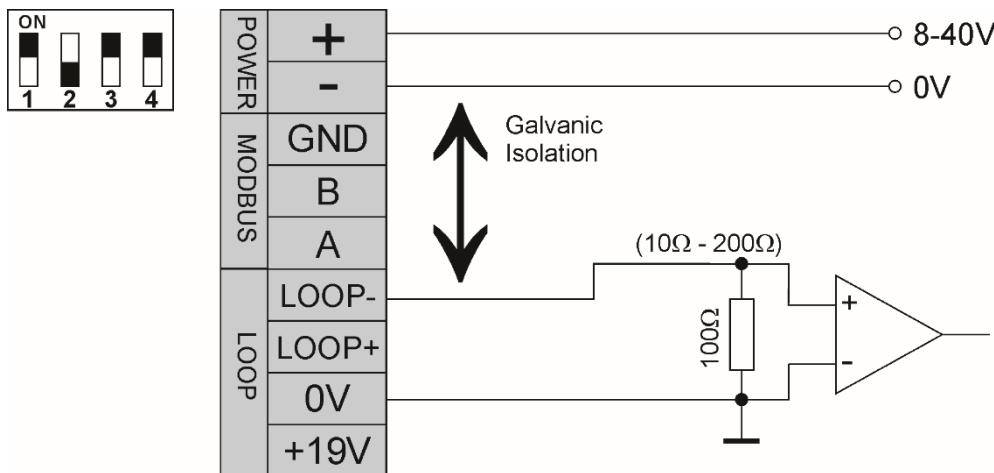 ON
1 2 3 4
POWER
+
-
MODBUS
GND
B
A
LOOP
LOOP-
LOOP+
0V
+19V
8-40V
0V
Galvanic
Isolation
(10Ω - 200Ω)
100Ω
+
-